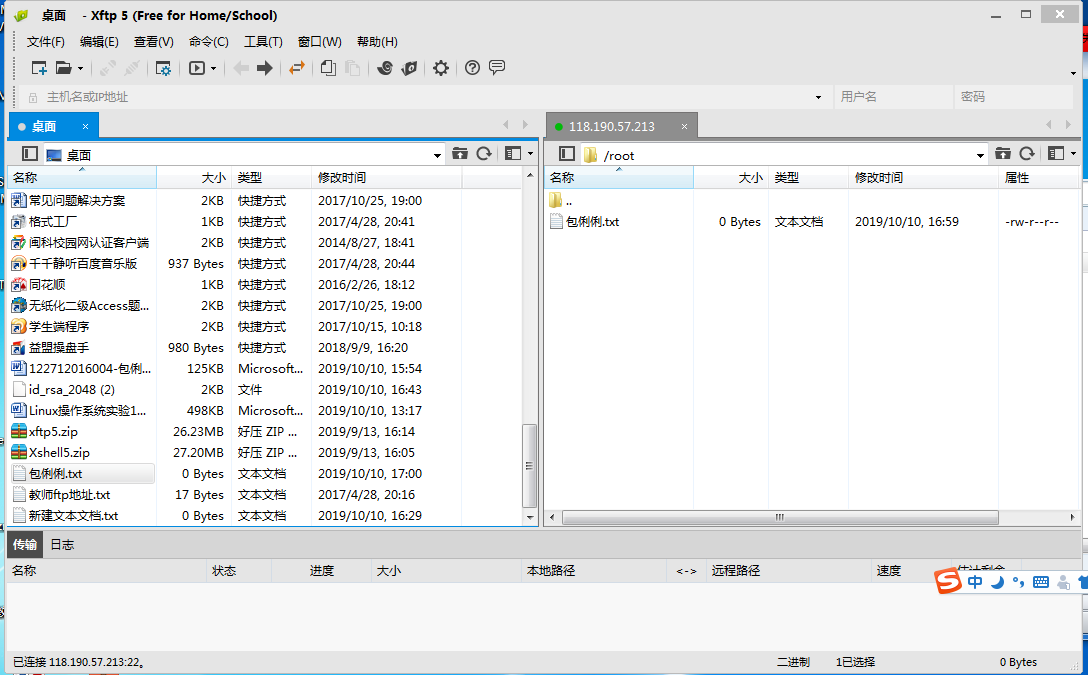 桌面 - Xftp 5 (Free for Home/School)
文件(F) 编辑(E) 查看(V) 命令(C) 工具(T) 窗口(W) 帮助(H)
主机名或IP地址 用户名 密码
桌面 × 118.190.57.213 ×
桌面 /root
名称 大小 类型 修改时间 名称 大小 类型 修改时间 属性
常见问题解决方案 2KB 快捷方式 2017/10/25, 19:00 ..
格式工厂 1KB 快捷方式 2017/4/28, 20:41 包俐俐.txt 0 Bytes 文本文档 2019/10/10, 16:59 -rw-r--r--
闽科校园网认证客户端 2KB 快捷方式 2014/8/27, 18:41
千千静听百度音乐版 937 Bytes 快捷方式 2017/4/28, 20:44
同花顺 1KB 快捷方式 2016/2/26, 18:12
无纸化二级Access题... 2KB 快捷方式 2017/10/25, 19:00
学生端程序 2KB 快捷方式 2017/10/15, 10:18
益盟操盘手 980 Bytes 快捷方式 2018/9/9, 16:20
122712016004-包俐... 125KB Microsoft... 2019/10/10, 15:54
id_rsa_2048 (2) 2KB 文件 2019/10/10, 16:43
Linux操作系统实验1... 498KB Microsoft... 2019/10/10, 13:17
xftp5.zip 26.23MB 好压 ZIP ... 2019/9/13, 16:14
Xshell5.zip 27.20MB 好压 ZIP ... 2019/9/13, 16:05
包俐俐.txt 0 Bytes 文本文档 2019/10/10, 17:00
教师ftp地址.txt 17 Bytes 文本文档 2017/4/28, 20:16
新建文本文档.txt 0 Bytes 文本文档 2019/10/10, 16:29
传输 日志
名称 状态 进度 大小 本地路径 <-> 远程路径 速度 估计剩余
中
已连接 118.190.57.213:22。 二进制 1已选择 0 Bytes